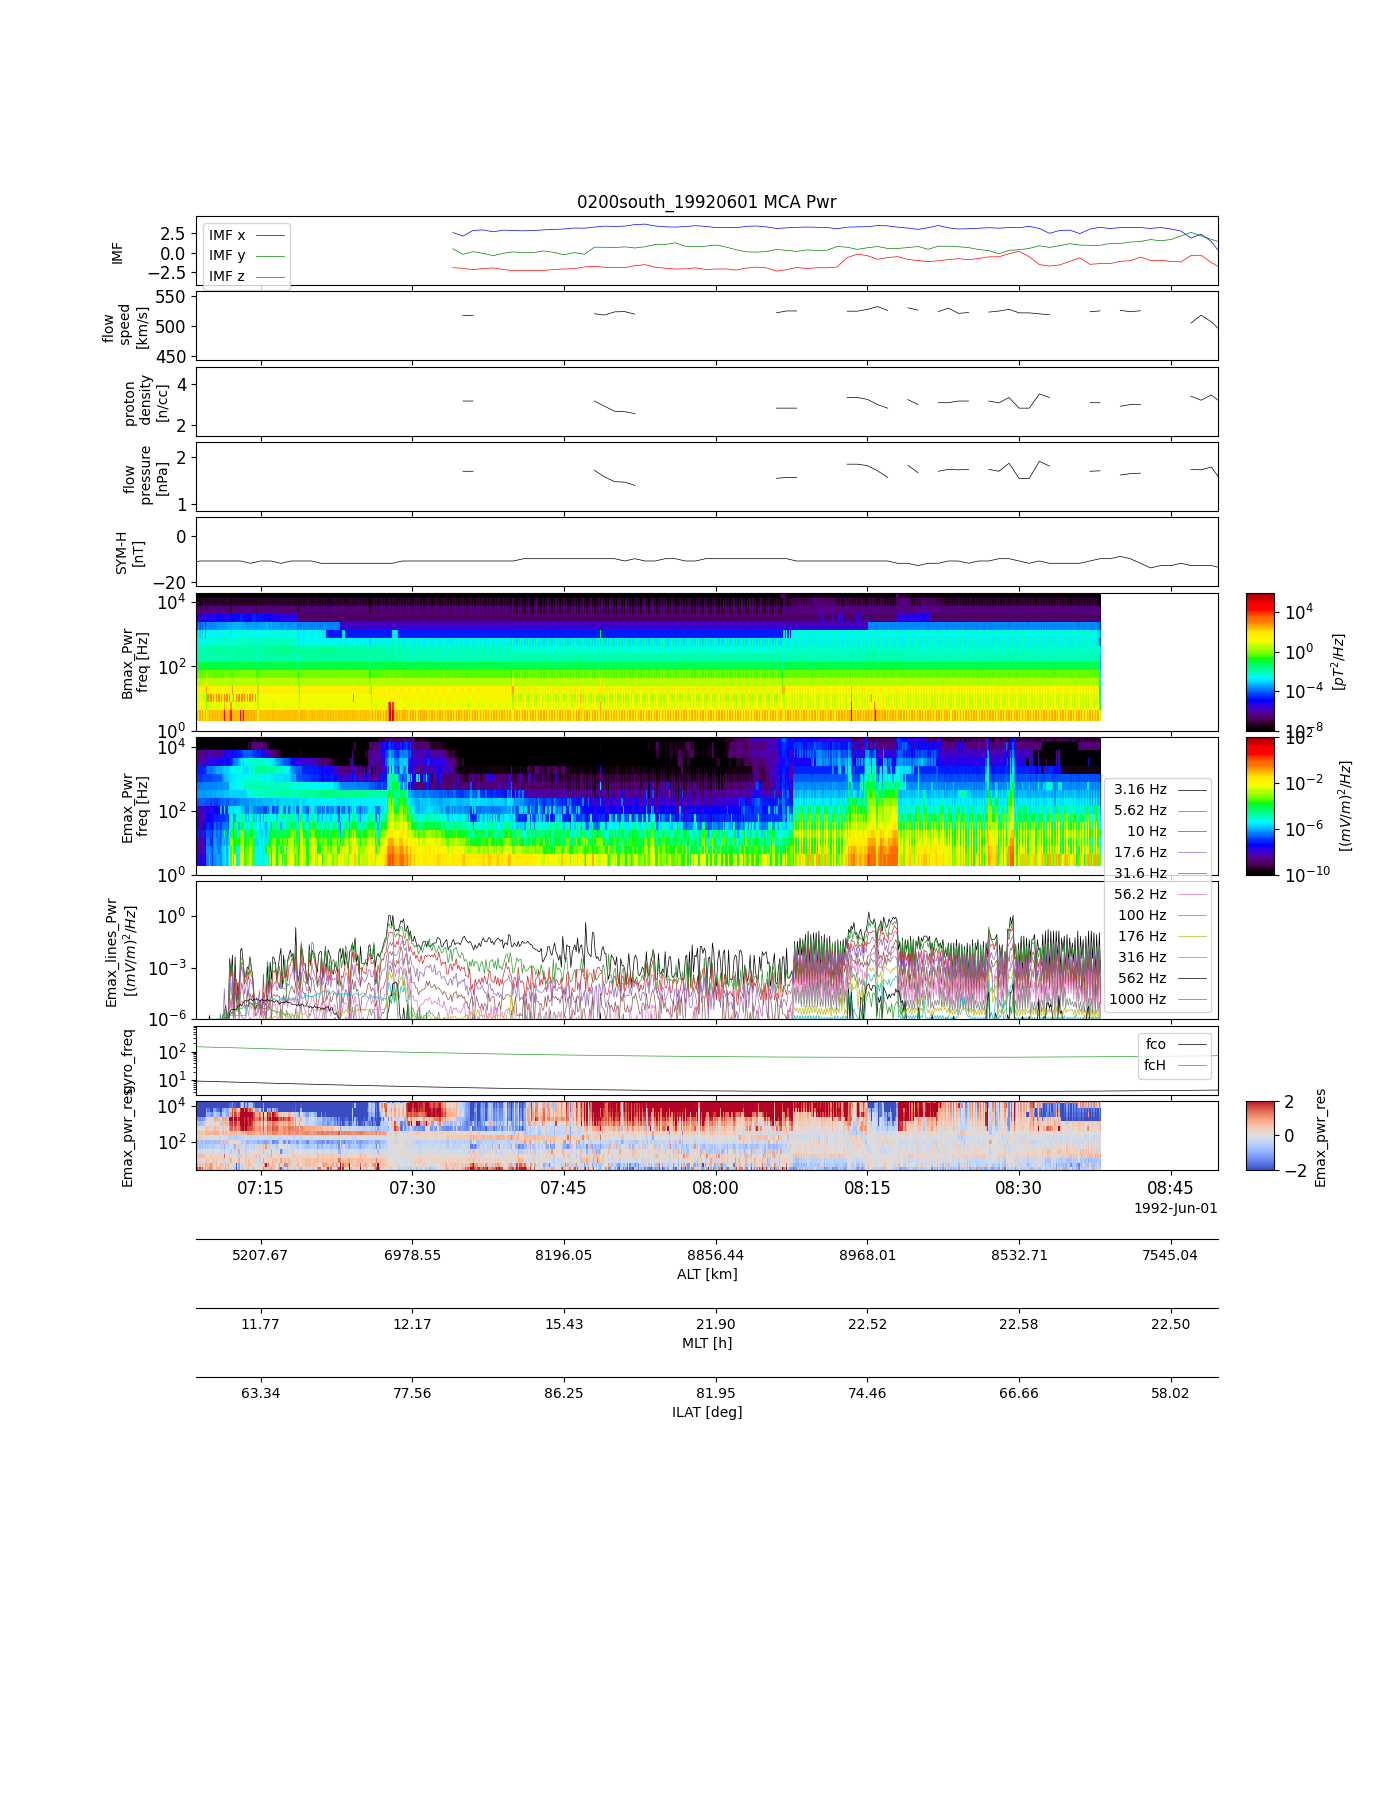 0200south_19920601 MCA Pwr
IMF
2.5
0.0
−2.5
IMF x
IMF y
IMF z
flow
speed
[km/s]
550
500
450
proton
density
[n/cc]
4
2
flow
pressure
[nPa]
2
1
SYM-H
[nT]
0
−20
Bmax_Pwr
freq [Hz]
10^4
10^2
10^0
10^4
10^0
10^−4
10^−8
[pT^2/Hz]
Emax_Pwr
freq [Hz]
10^4
10^2
10^0
10^2
10^−2
10^−6
10^−10
[(mV/m)^2/Hz]
3.16 Hz
5.62 Hz
10 Hz
17.6 Hz
31.6 Hz
56.2 Hz
100 Hz
176 Hz
316 Hz
562 Hz
1000 Hz
Emax_lines_Pwr
[(mV/m)^2/Hz]
10^0
10^−3
10^−6
gyro_freq
10^2
10^1
fco
fcH
Emax_pwr_res
10^4
10^2
2
0
−2
Emax_pwr_res
07:15 07:30 07:45 08:00 08:15 08:30 08:45
1992-Jun-01
5207.67 6978.55 8196.05 8856.44 8968.01 8532.71 7545.04
ALT [km]
11.77 12.17 15.43 21.90 22.52 22.58 22.50
MLT [h]
63.34 77.56 86.25 81.95 74.46 66.66 58.02
ILAT [deg]